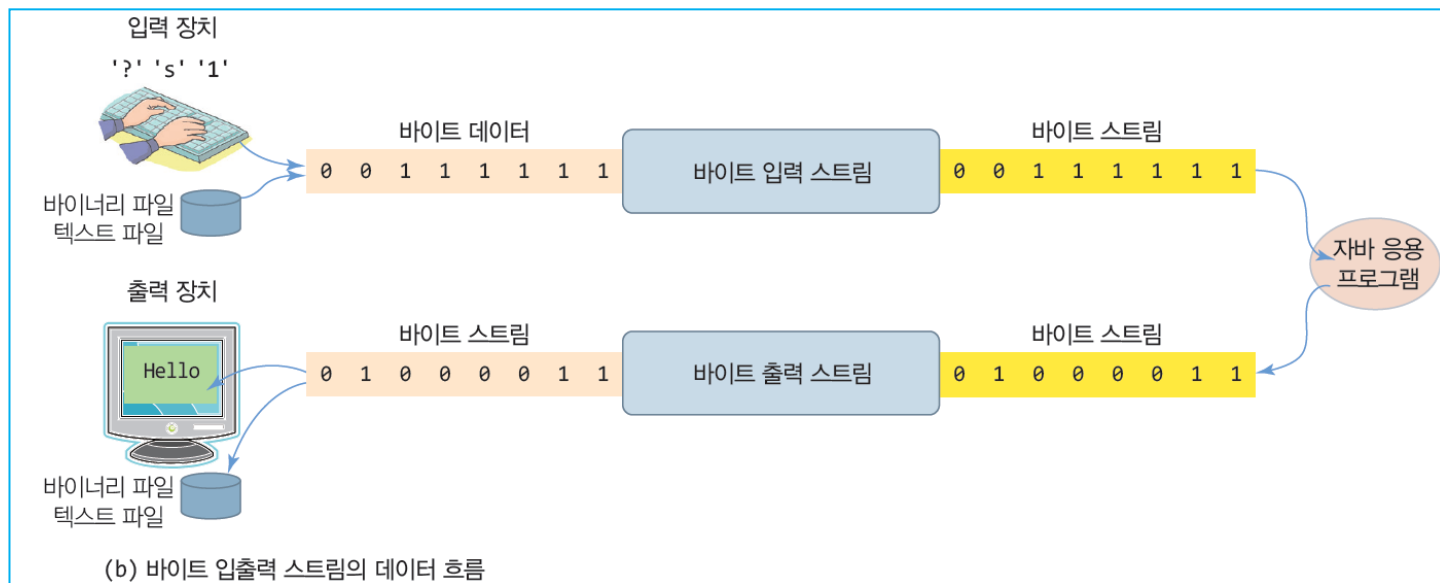 입력 장치
'?' 's' '1'
바이트 데이터
바이트 스트림
0 0 1 1 1 1 1 1
바이트 입력 스트림
0 0 1 1 1 1 1 1
바이너리 파일
텍스트 파일
자바 응용
프로그램
출력 장치
Hello
바이트 스트림
바이트 스트림
0 1 0 0 0 0 1 1
바이트 출력 스트림
0 1 0 0 0 0 1 1
바이너리 파일
텍스트 파일
(b) 바이트 입출력 스트림의 데이터 흐름